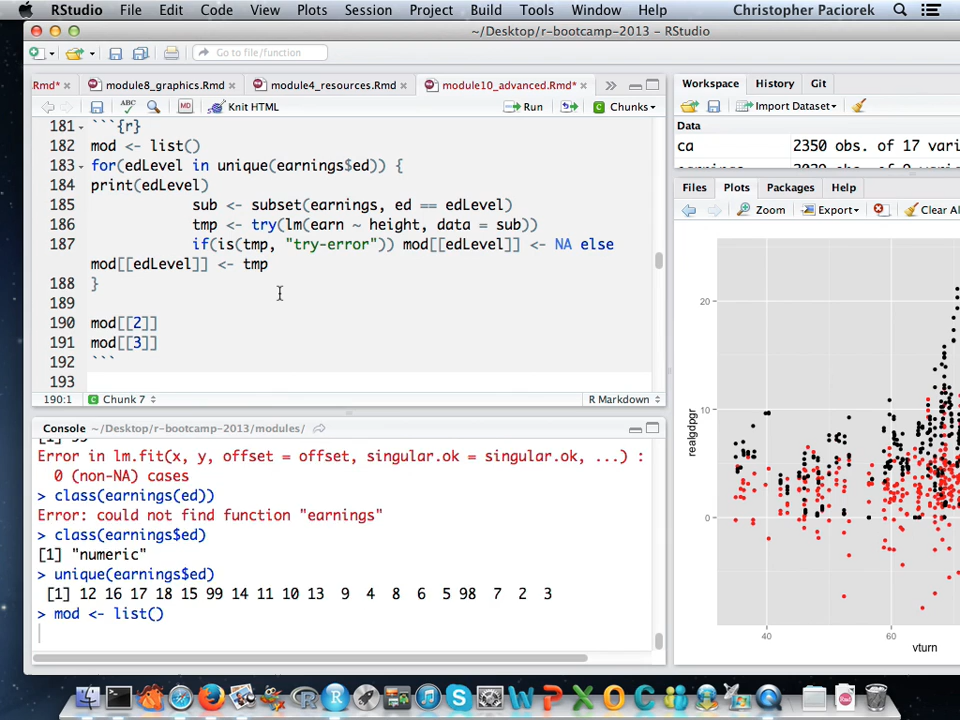 RStudio File Edit Code View Plots Session Project Build Tools Window Help Christopher Paciorek
~/Desktop/r-bootcamp-2013 - RStudio
Go to file/function
.Rmd* module8_graphics.Rmd module4_resources.Rmd module10_advanced.Rmd*
ABC MD Knit HTML Run Chunks
181 ```{r}
182 mod <- list()
183 for(edLevel in unique(earnings$ed)) {
184 print(edLevel)
185 sub <- subset(earnings, ed == edLevel)
186 tmp <- try(lm(earn ~ height, data = sub))
187 if(is(tmp, "try-error")) mod[[edLevel]] <- NA else
mod[[edLevel]] <- tmp
188 }
189
190 mod[[2]]
191 mod[[3]]
192 ```
193
190:1 C Chunk 7 R Markdown
Console ~/Desktop/r-bootcamp-2013/modules/
Error in lm.fit(x, y, offset = offset, singular.ok = singular.ok, ...) :
0 (non-NA) cases
> class(earnings(ed))
Error: could not find function "earnings"
> class(earnings$ed)
[1] "numeric"
> unique(earnings$ed)
[1] 12 16 17 18 15 99 14 11 10 13 9 4 8 6 5 98 7 2 3
> mod <- list()
Workspace History Git
Import Dataset
Data
ca 2350 obs. of 17 vari
Files Plots Packages Help
Zoom Export Clear Al
realgdpgr
20
10
0
40 60
vturn